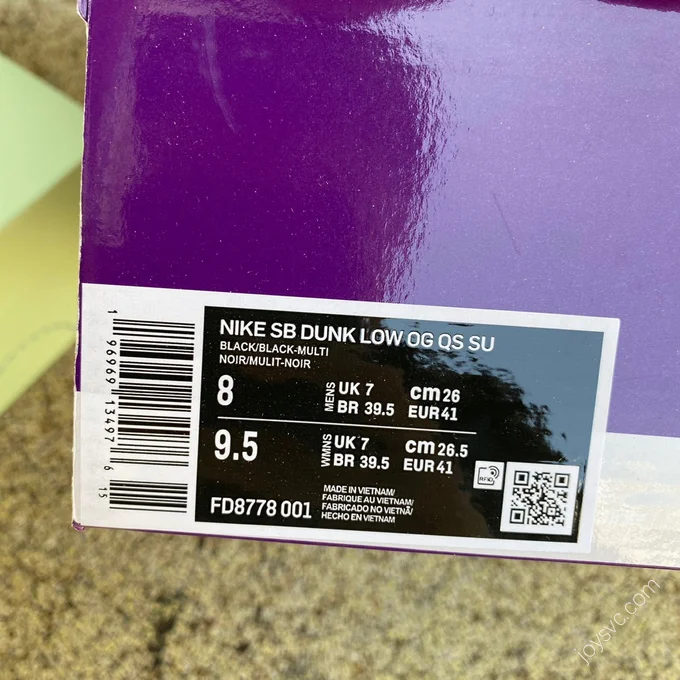 NIKE SB DUNK LOW OG QS SU
BLACK/BLACK-MULTI
NOIR/MULIT-NOIR
8 MENS UK 7 cm 26
BR 39.5 EUR 41
9.5 WMNS UK 7 cm 26.5
BR 39.5 EUR 41
FD8778 001
MADE IN VIETNAM/
FABRIQUE AU VIETNAM/
FABRICADO NO VIETNÃ/
HECHO EN VIETNAM
RFID
1 96969 13497 6
15
joysvc.com